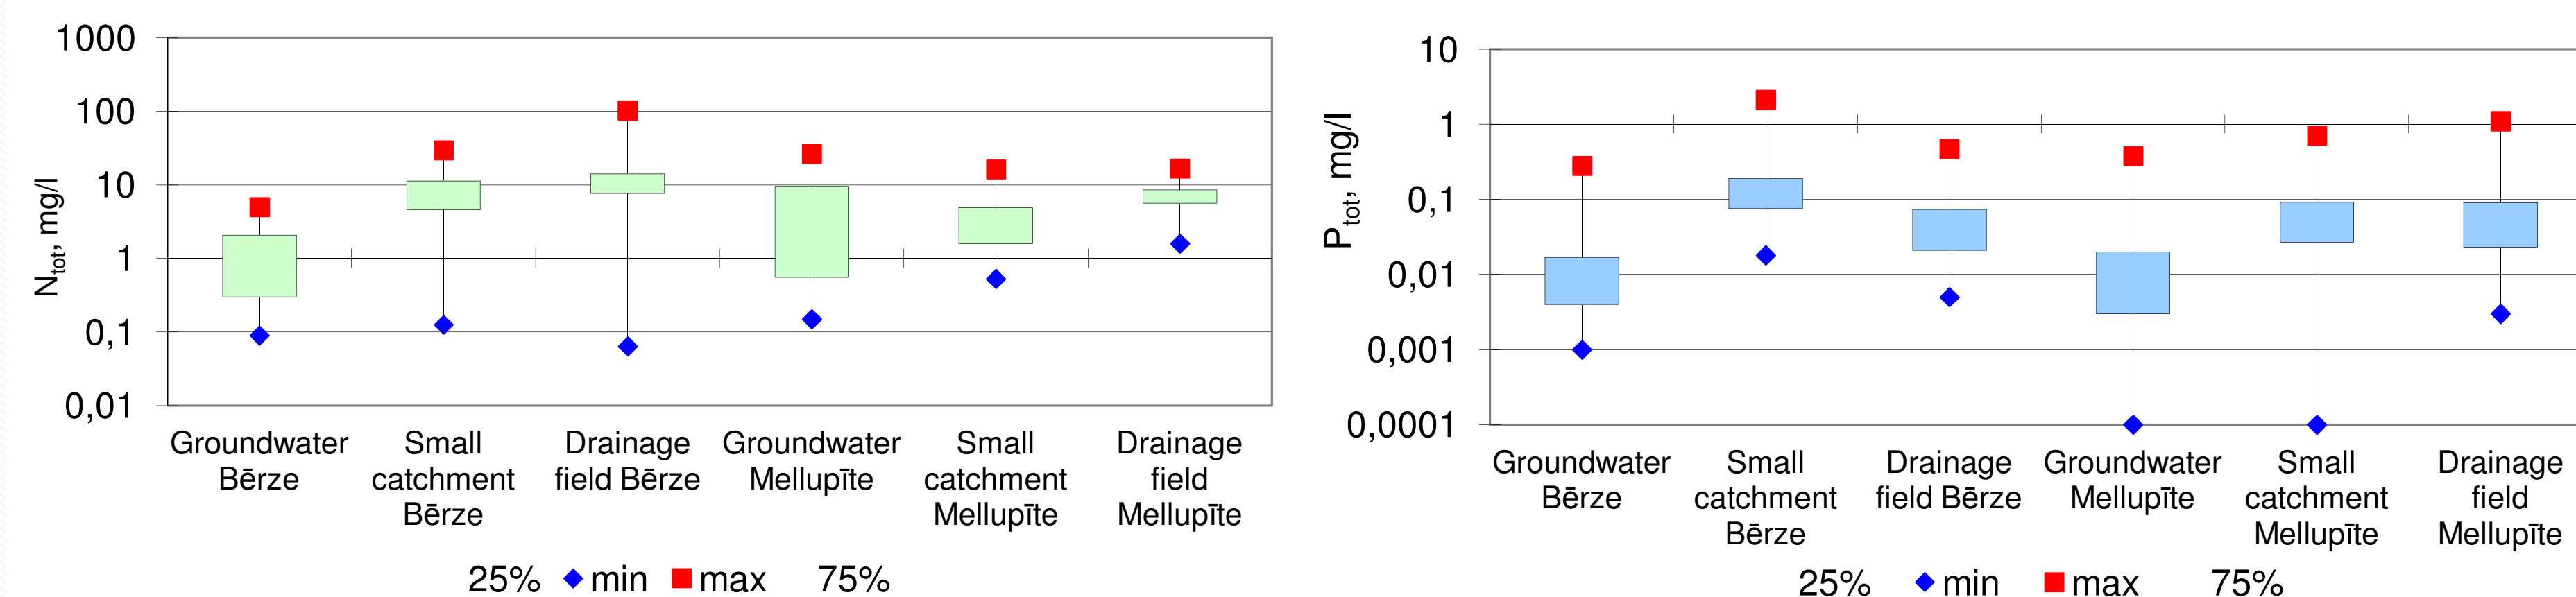 1000
100
10
1
0,1
0,01
Ntot, mg/l
Groundwater Bērze
Small catchment Bērze
Drainage field Bērze
Groundwater Mellupīte
Small catchment Mellupīte
Drainage field Mellupīte
25% min max 75%
10
1
0,1
0,01
0,001
0,0001
Ptot, mg/l
Groundwater Bērze
Small catchment Bērze
Drainage field Bērze
Groundwater Mellupīte
Small catchment Mellupīte
Drainage field Mellupīte
25% min max 75%